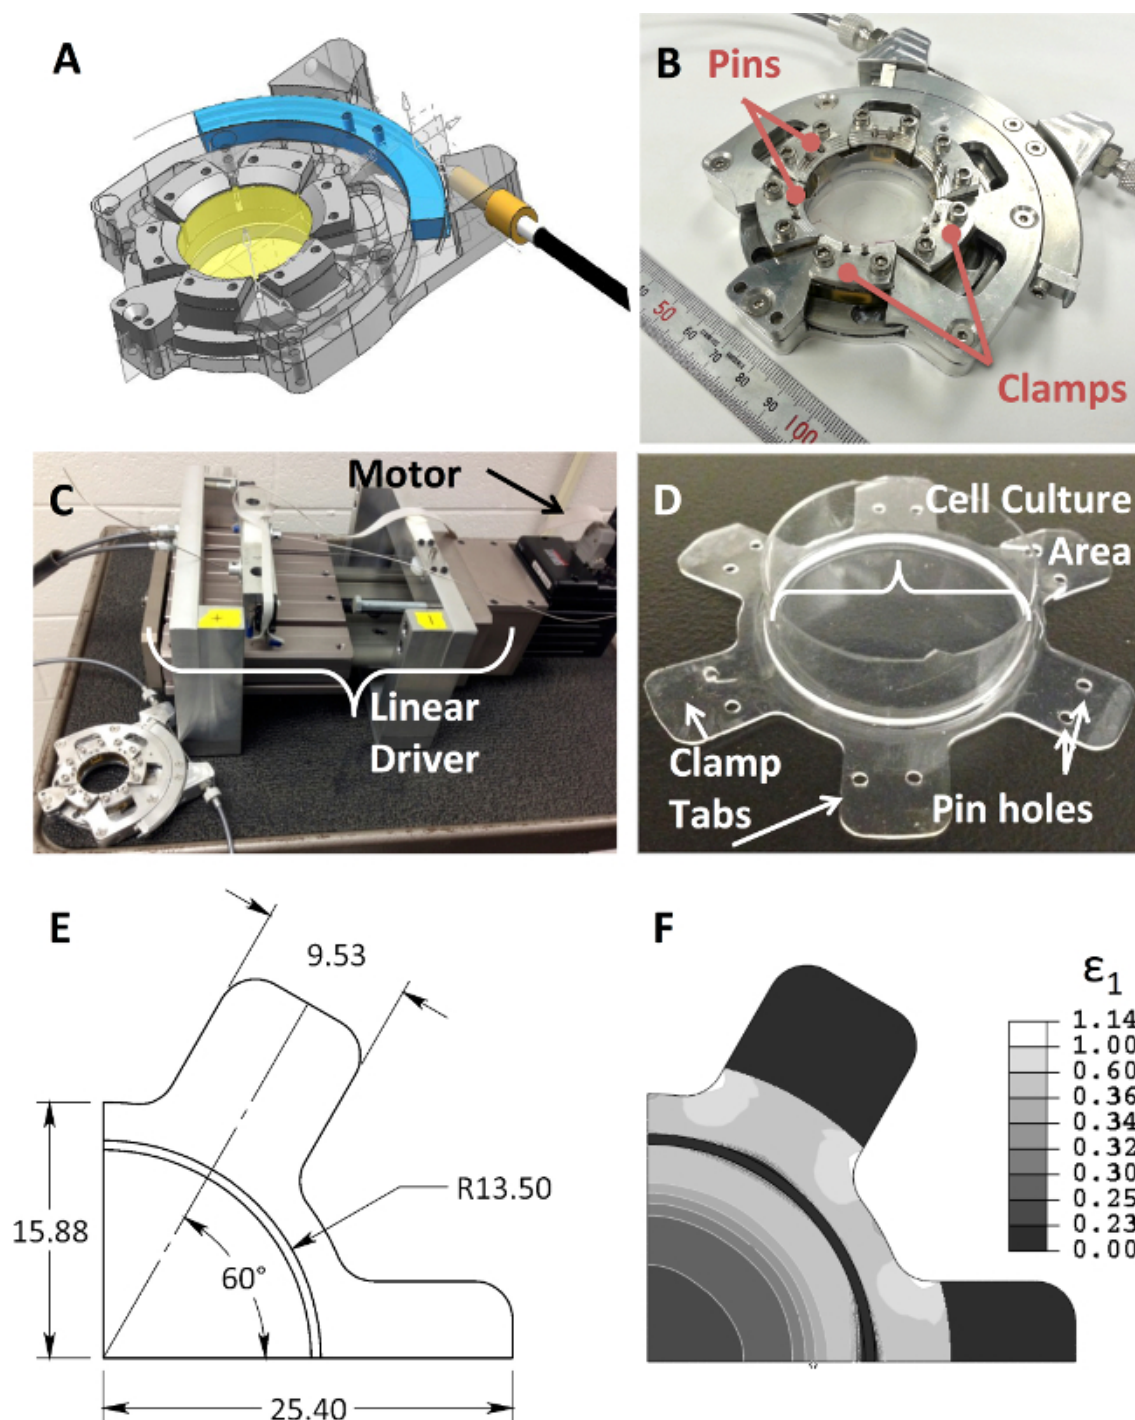 A
B
Pins
Clamps
50
60
70
80
90
100
C
Motor
+
-
Linear
Driver
D
Cell Culture
Area
Clamp
Tabs
Pin holes
E
9.53
R13.50
15.88
60°
25.40
F
ε1
1.14
1.00
0.60
0.36
0.34
0.32
0.30
0.25
0.23
0.00